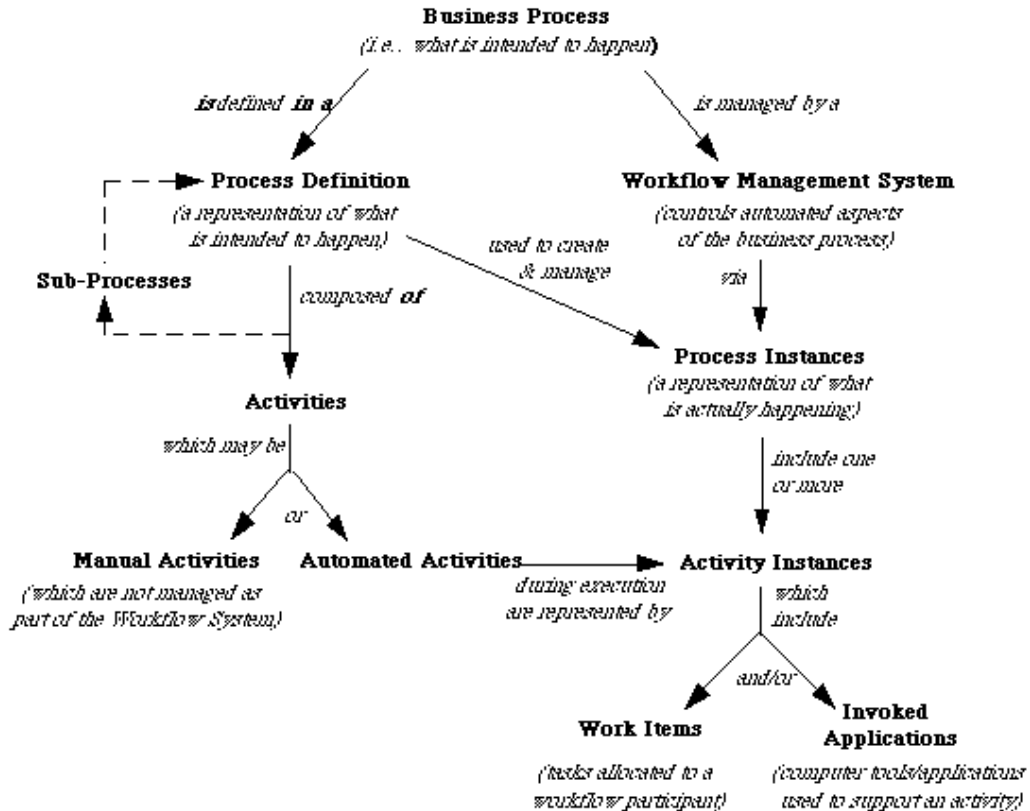 Business Process
(i.e.. what is intended to happen)
is defined in a
is managed by a
Process Definition
(a representation of what
is intended to happen)
Workflow Management System
(controls automated aspects
of the business process)
used to create
& manage
Sub-Processes
composed of
via
Process Instances
(a representation of what
is actually happening)
Activities
which may be
include one
or more
or
Manual Activities
(which are not managed as
part of the Workflow System)
Automated Activities
during execution
are represented by
Activity Instances
which
include
and/or
Work Items
(tasks allocated to a
workflow participant)
Invoked
Applications
(computer tools/applications
used to support an activity)